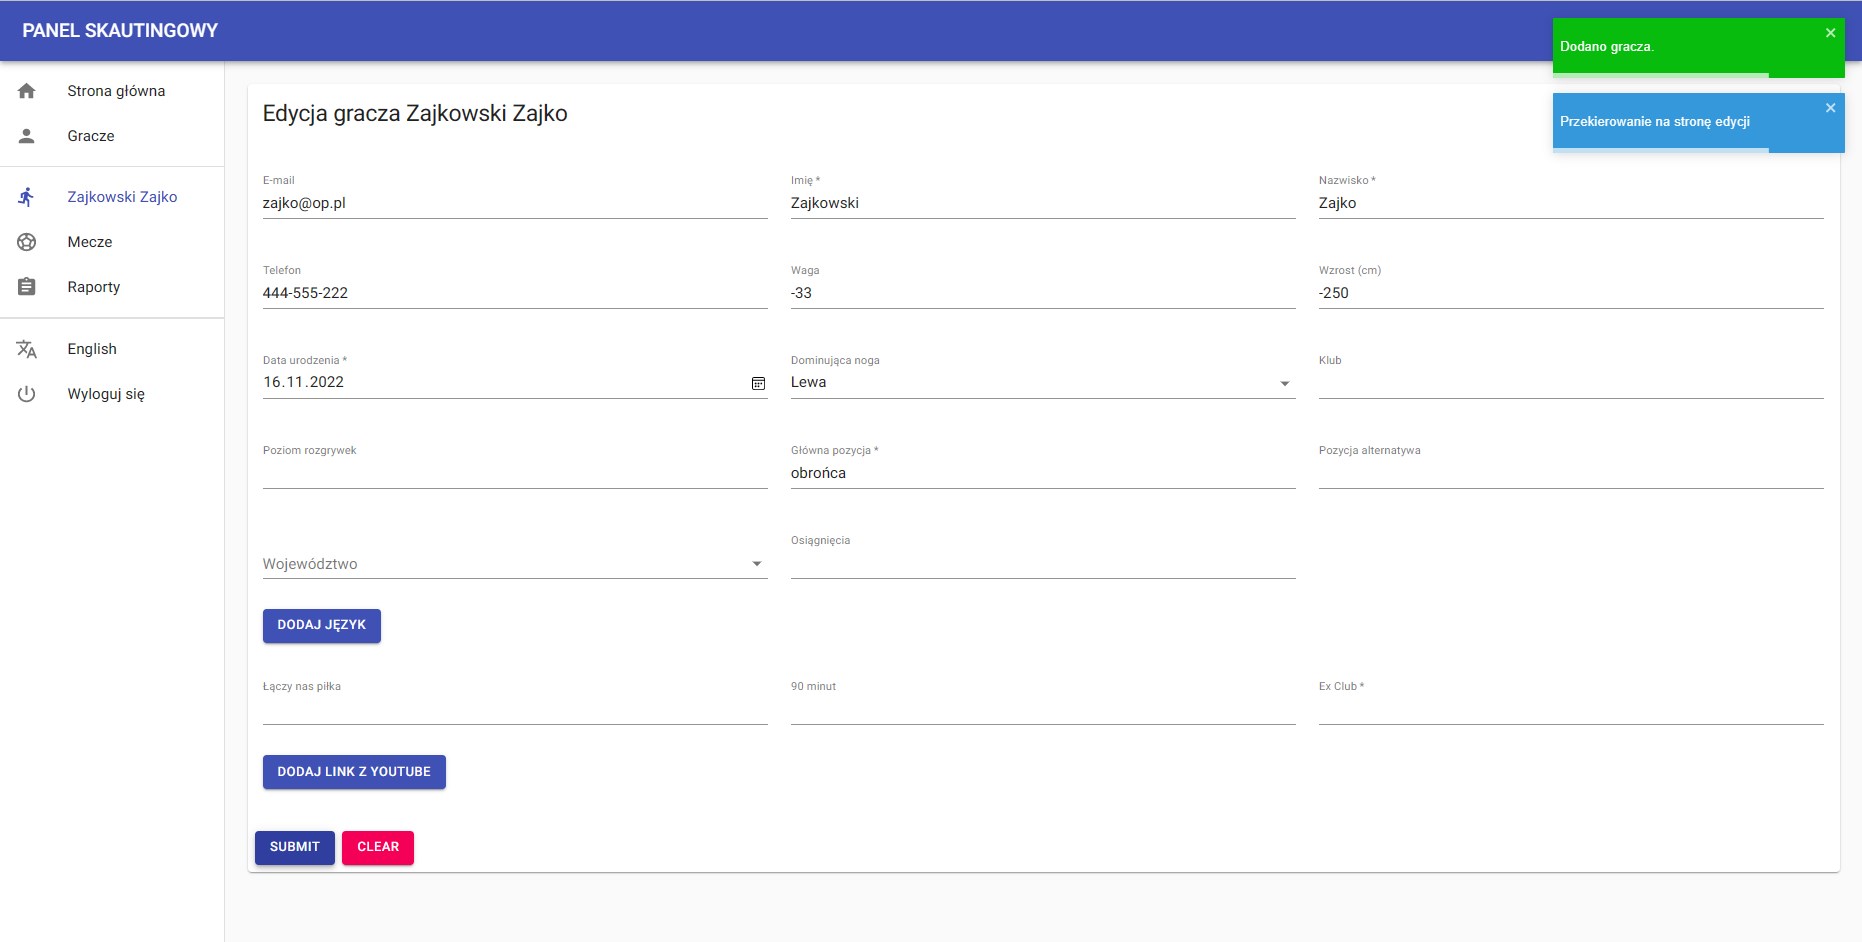 PANEL SKAUTINGOWY
Dodano gracza.
Przekierowanie na stronę edycji
Strona główna
Gracze
Zajkowski Zajko
Mecze
Raporty
English
Wyloguj się
Edycja gracza Zajkowski Zajko
E-mail
zajko@op.pl
Imię *
Zajkowski
Nazwisko *
Zajko
Telefon
444-555-222
Waga
-33
Wzrost (cm)
-250
Data urodzenia *
16.11.2022
Dominująca noga
Lewa
Klub
Poziom rozgrywek
Główna pozycja *
obrońca
Pozycja alternatywa
Województwo
Osiągnięcia
DODAJ JĘZYK
Łączy nas piłka
90 minut
Ex Club *
DODAJ LINK Z YOUTUBE
SUBMIT
CLEAR